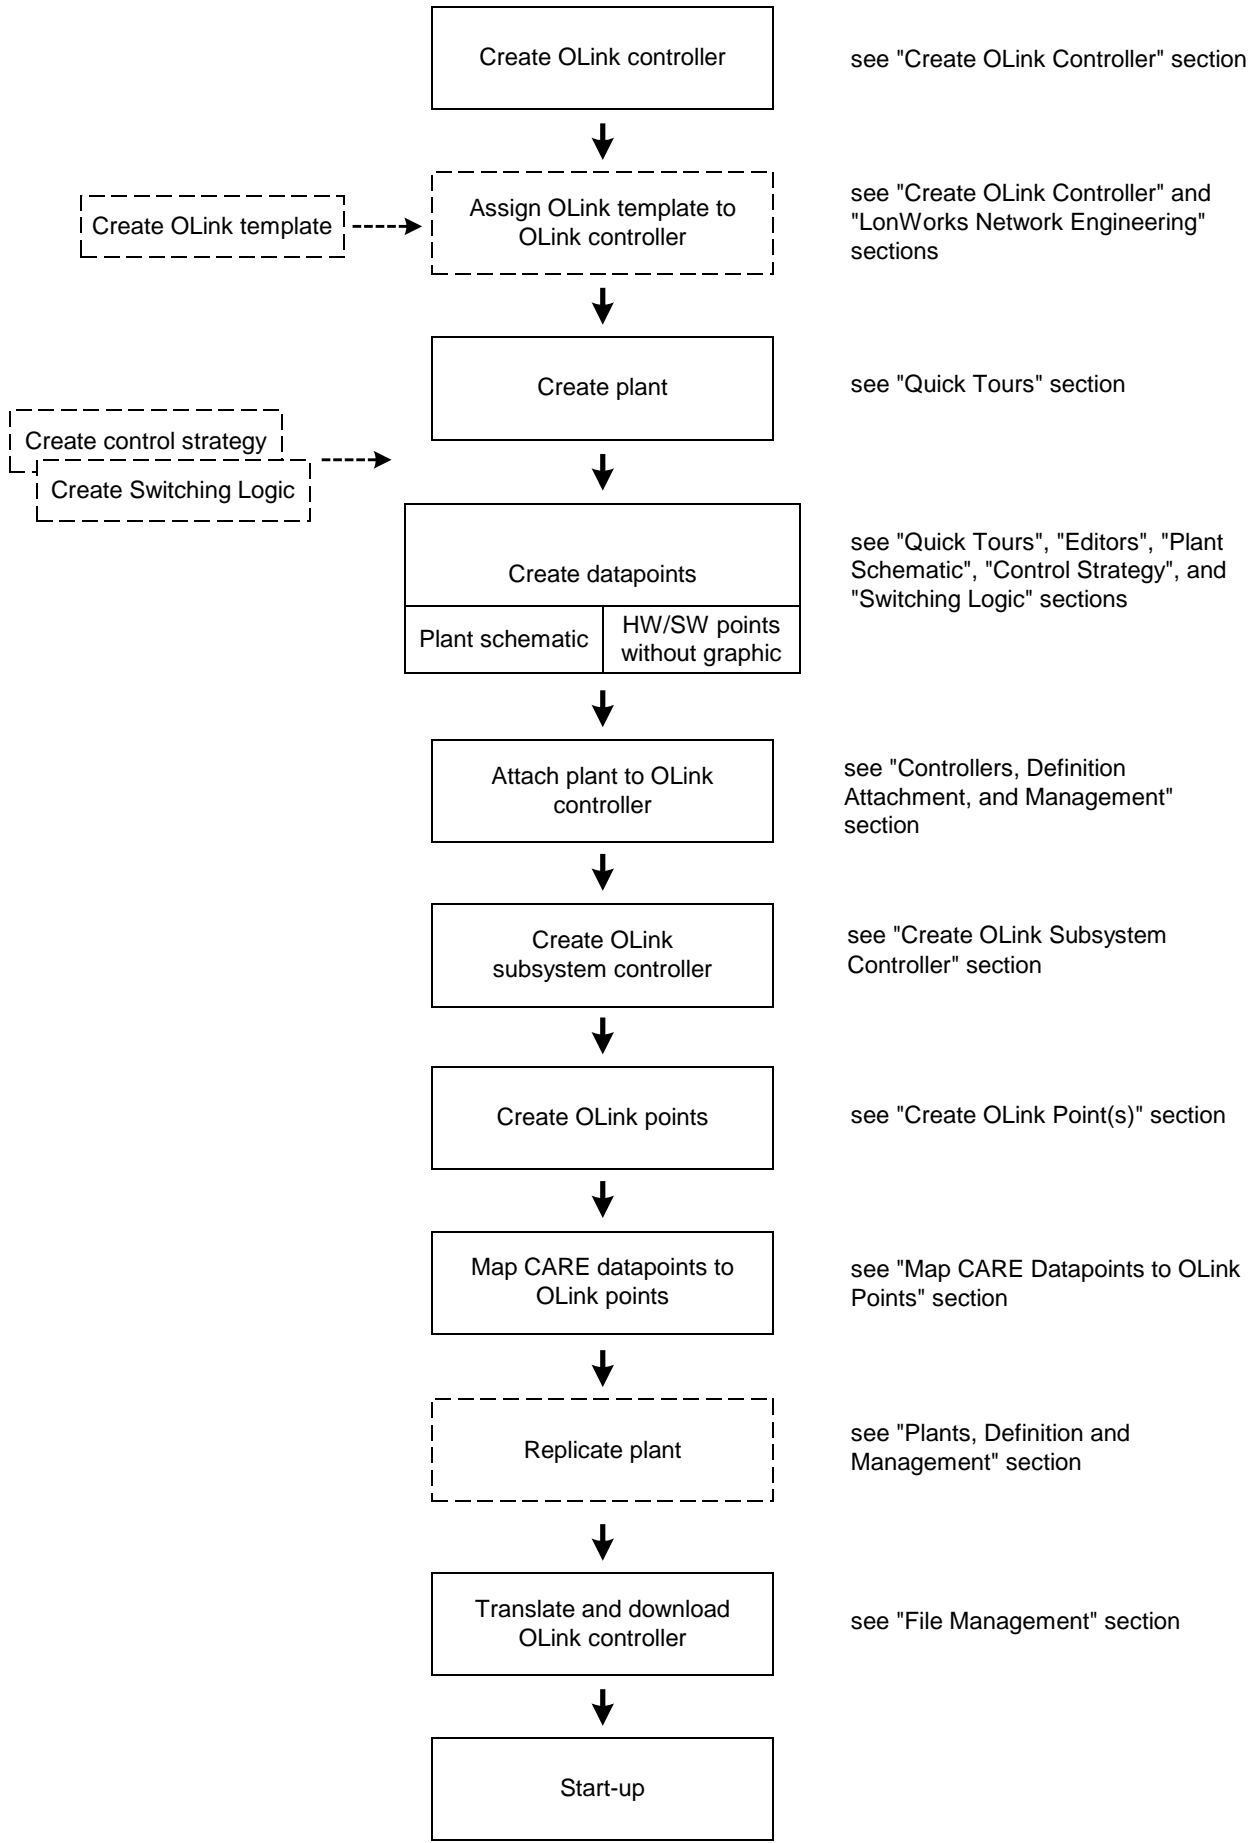 Create OLink controller
see "Create OLink Controller" section
Create OLink template
Assign OLink template to
OLink controller
see "Create OLink Controller" and
"LonWorks Network Engineering"
sections
Create plant
see "Quick Tours" section
Create control strategy
Create Switching Logic
Create datapoints
Plant schematic
HW/SW points
without graphic
see "Quick Tours", "Editors", "Plant
Schematic", "Control Strategy", and
"Switching Logic" sections
Attach plant to OLink
controller
see "Controllers, Definition
Attachment, and Management"
section
Create OLink
subsystem controller
see "Create OLink Subsystem
Controller" section
Create OLink points
see "Create OLink Point(s)" section
Map CARE datapoints to
OLink points
see "Map CARE Datapoints to OLink
Points" section
Replicate plant
see "Plants, Definition and
Management" section
Translate and download
OLink controller
see "File Management" section
Start-up